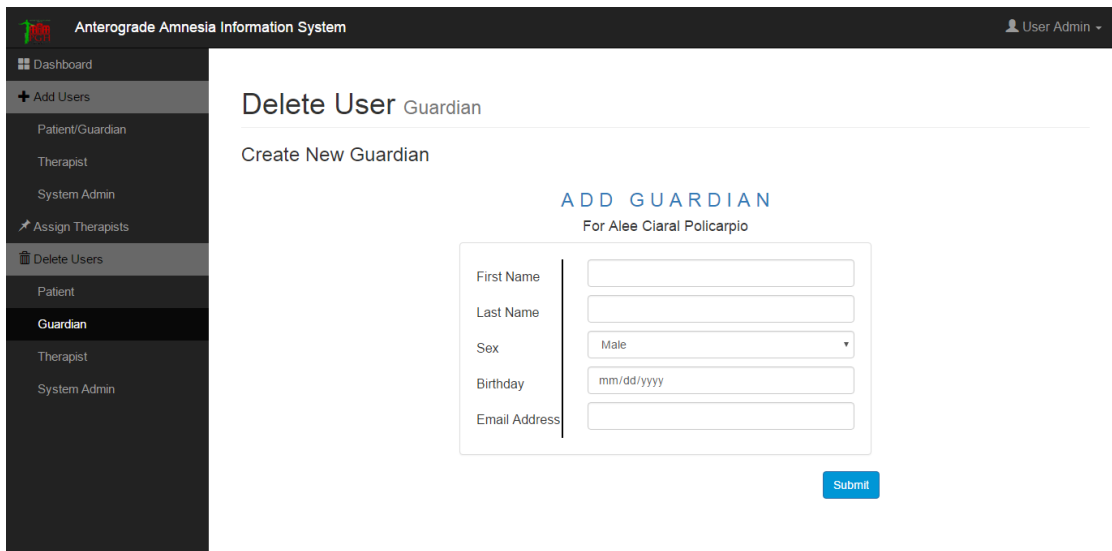 Anterograde Amnesia Information System
User Admin
Dashboard
Add Users
Patient/Guardian
Therapist
System Admin
Assign Therapists
Delete Users
Patient
Guardian
Therapist
System Admin
Delete User Guardian
Create New Guardian
ADD GUARDIAN
For Alee Ciaral Policarpio
First Name
Last Name
Sex Male
Birthday mm/dd/yyyy
Email Address
Submit